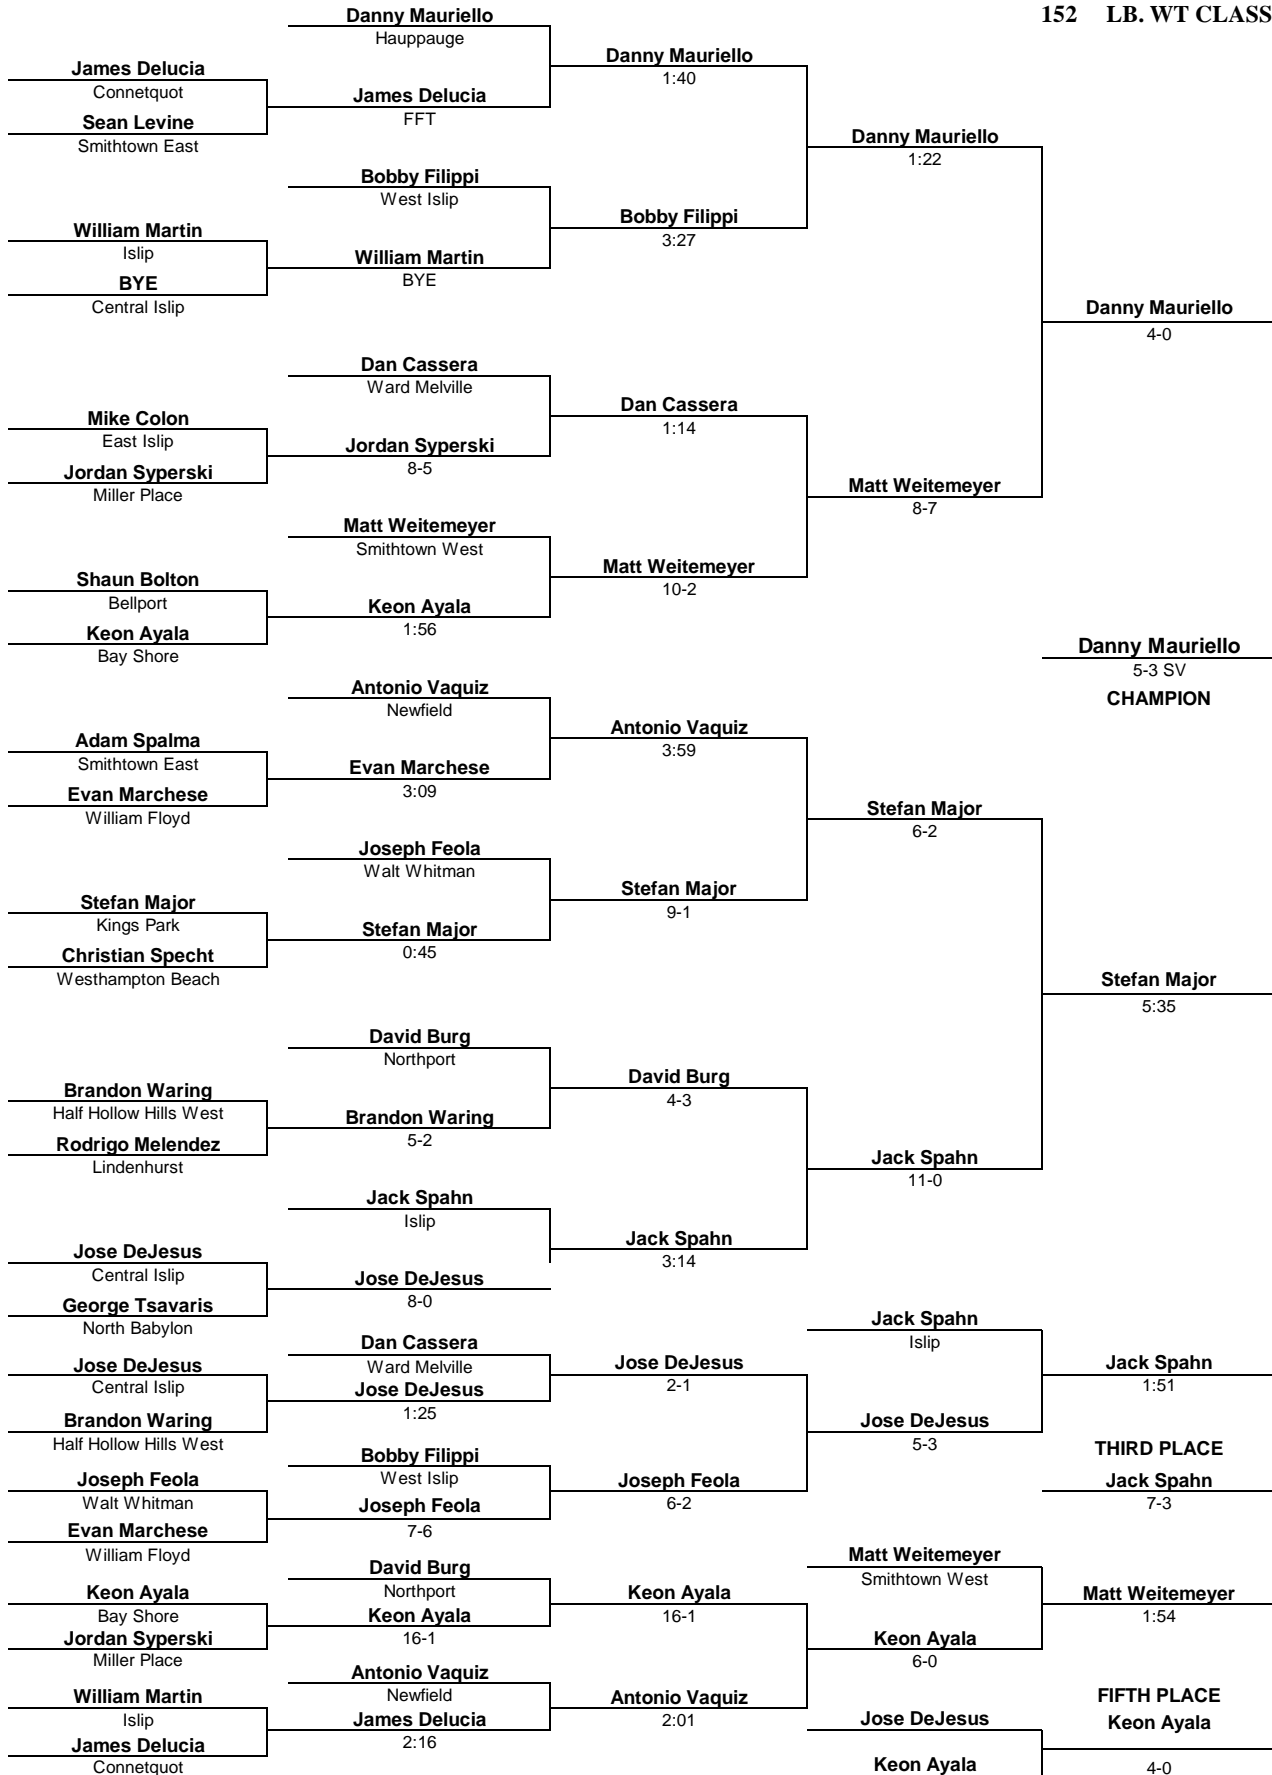 152 LB. WT CLASS
Danny Mauriello
Hauppauge
Danny Mauriello
1:40
James Delucia
Connetquot
James Delucia
FFT
Sean Levine
Smithtown East
Danny Mauriello
1:22
Bobby Filippi
West Islip
Bobby Filippi
3:27
William Martin
Islip
William Martin
BYE
BYE
Central Islip
Danny Mauriello
4-0
Dan Cassera
Ward Melville
Dan Cassera
1:14
Mike Colon
East Islip
Jordan Syperski
8-5
Jordan Syperski
Miller Place
Matt Weitemeyer
8-7
Matt Weitemeyer
Smithtown West
Matt Weitemeyer
10-2
Shaun Bolton
Bellport
Keon Ayala
1:56
Keon Ayala
Bay Shore
Danny Mauriello
5-3 SV
CHAMPION
Antonio Vaquiz
Newfield
Antonio Vaquiz
3:59
Adam Spalma
Smithtown East
Evan Marchese
3:09
Evan Marchese
William Floyd
Stefan Major
6-2
Joseph Feola
Walt Whitman
Stefan Major
9-1
Stefan Major
Kings Park
Stefan Major
0:45
Christian Specht
Westhampton Beach
Stefan Major
5:35
David Burg
Northport
David Burg
4-3
Brandon Waring
Half Hollow Hills West
Brandon Waring
5-2
Rodrigo Melendez
Lindenhurst
Jack Spahn
11-0
Jack Spahn
Islip
Jack Spahn
3:14
Jose DeJesus
Central Islip
Jose DeJesus
8-0
George Tsavaris
North Babylon
Jack Spahn
Islip
Dan Cassera
Ward Melville
Jose DeJesus
2-1
Jack Spahn
1:51
Jose DeJesus
Central Islip
Jose DeJesus
1:25
Brandon Waring
Half Hollow Hills West
Jose DeJesus
5-3
THIRD PLACE
Jack Spahn
7-3
Bobby Filippi
West Islip
Joseph Feola
6-2
Joseph Feola
Walt Whitman
Joseph Feola
7-6
Evan Marchese
William Floyd
Matt Weitemeyer
Smithtown West
David Burg
Northport
Keon Ayala
16-1
Matt Weitemeyer
1:54
Keon Ayala
Bay Shore
Keon Ayala
16-1
Jordan Syperski
Miller Place
Keon Ayala
6-0
Antonio Vaquiz
Newfield
Antonio Vaquiz
2:01
William Martin
Islip
James Delucia
2:16
James Delucia
Connetquot
FIFTH PLACE
Keon Ayala
Jose DeJesus
Keon Ayala
4-0